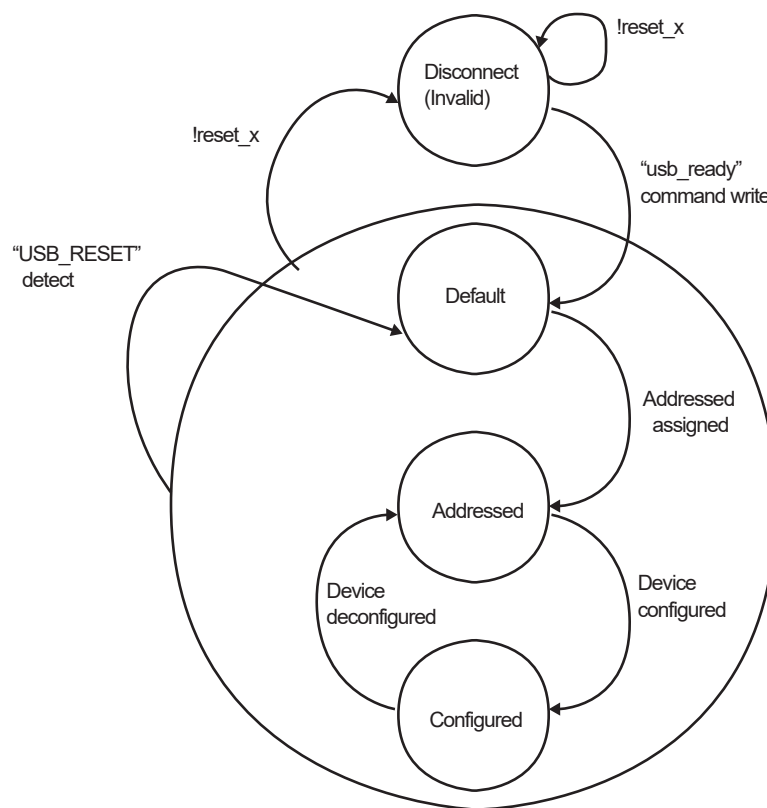 !reset_x
Disconnect
(Invalid)
!reset_x
“usb_ready”
command write
“USB_RESET”
detect
Default
Addressed
assigned
Addressed
Device
deconfigured
Device
configured
Configured